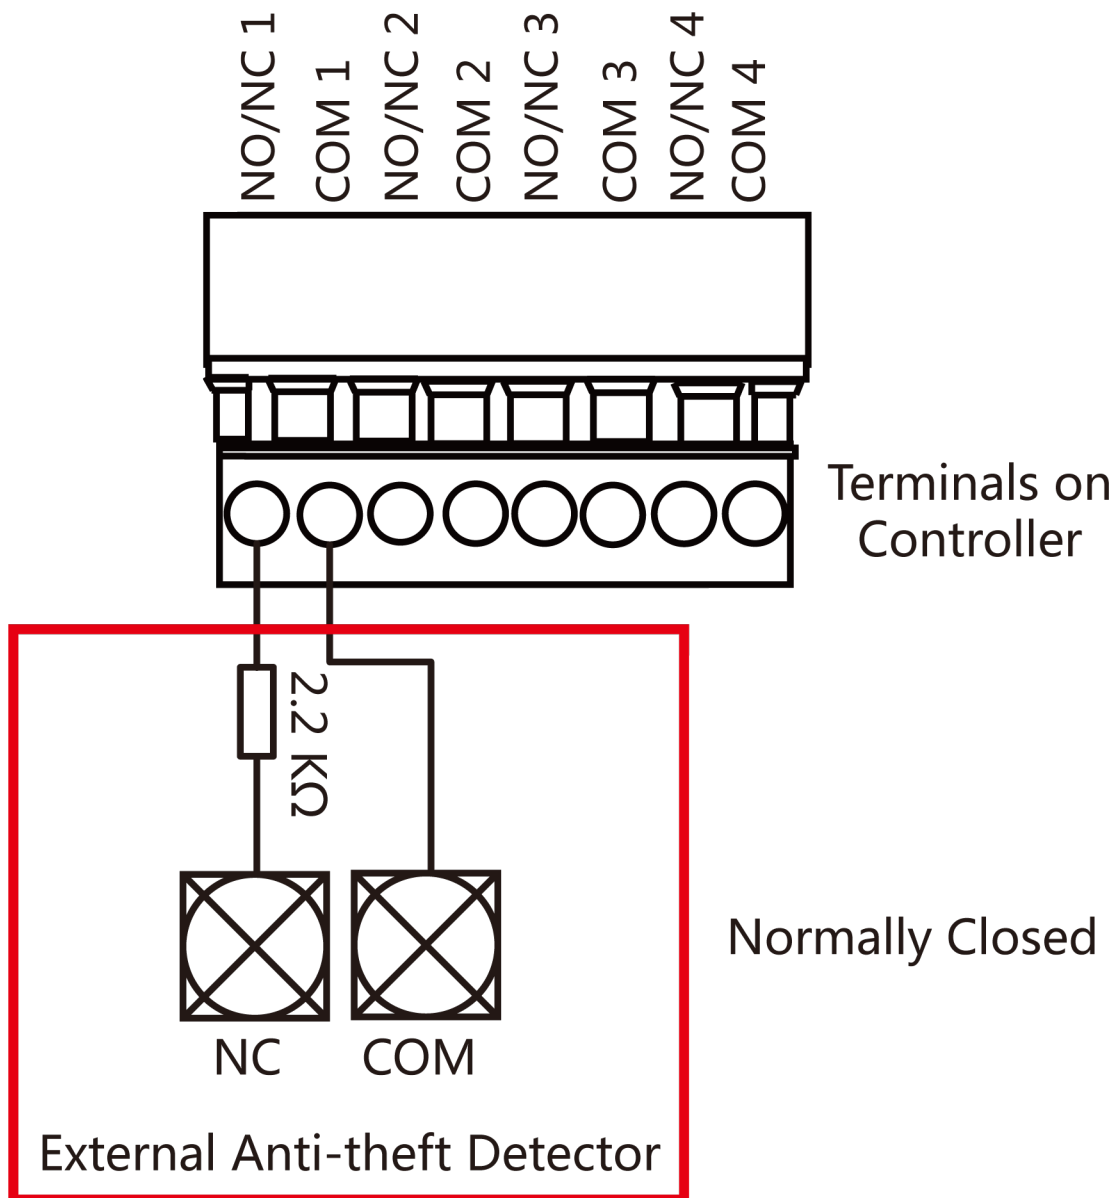 NO/NC 1
COM 1
NO/NC 2
COM 2
NO/NC 3
COM 3
NO/NC 4
COM 4
Terminals on
Controller
2.2 KΩ
Normally Closed
NC
COM
External Anti-theft Detector